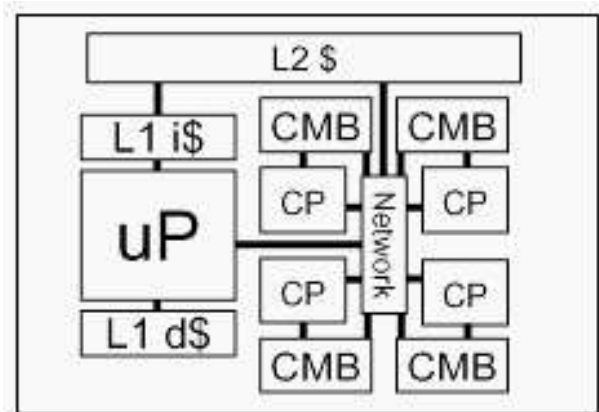 L2 $
L1 i$
CMB
CMB
uP
CP
CP
Network
CP
CP
L1 d$
CMB
CMB